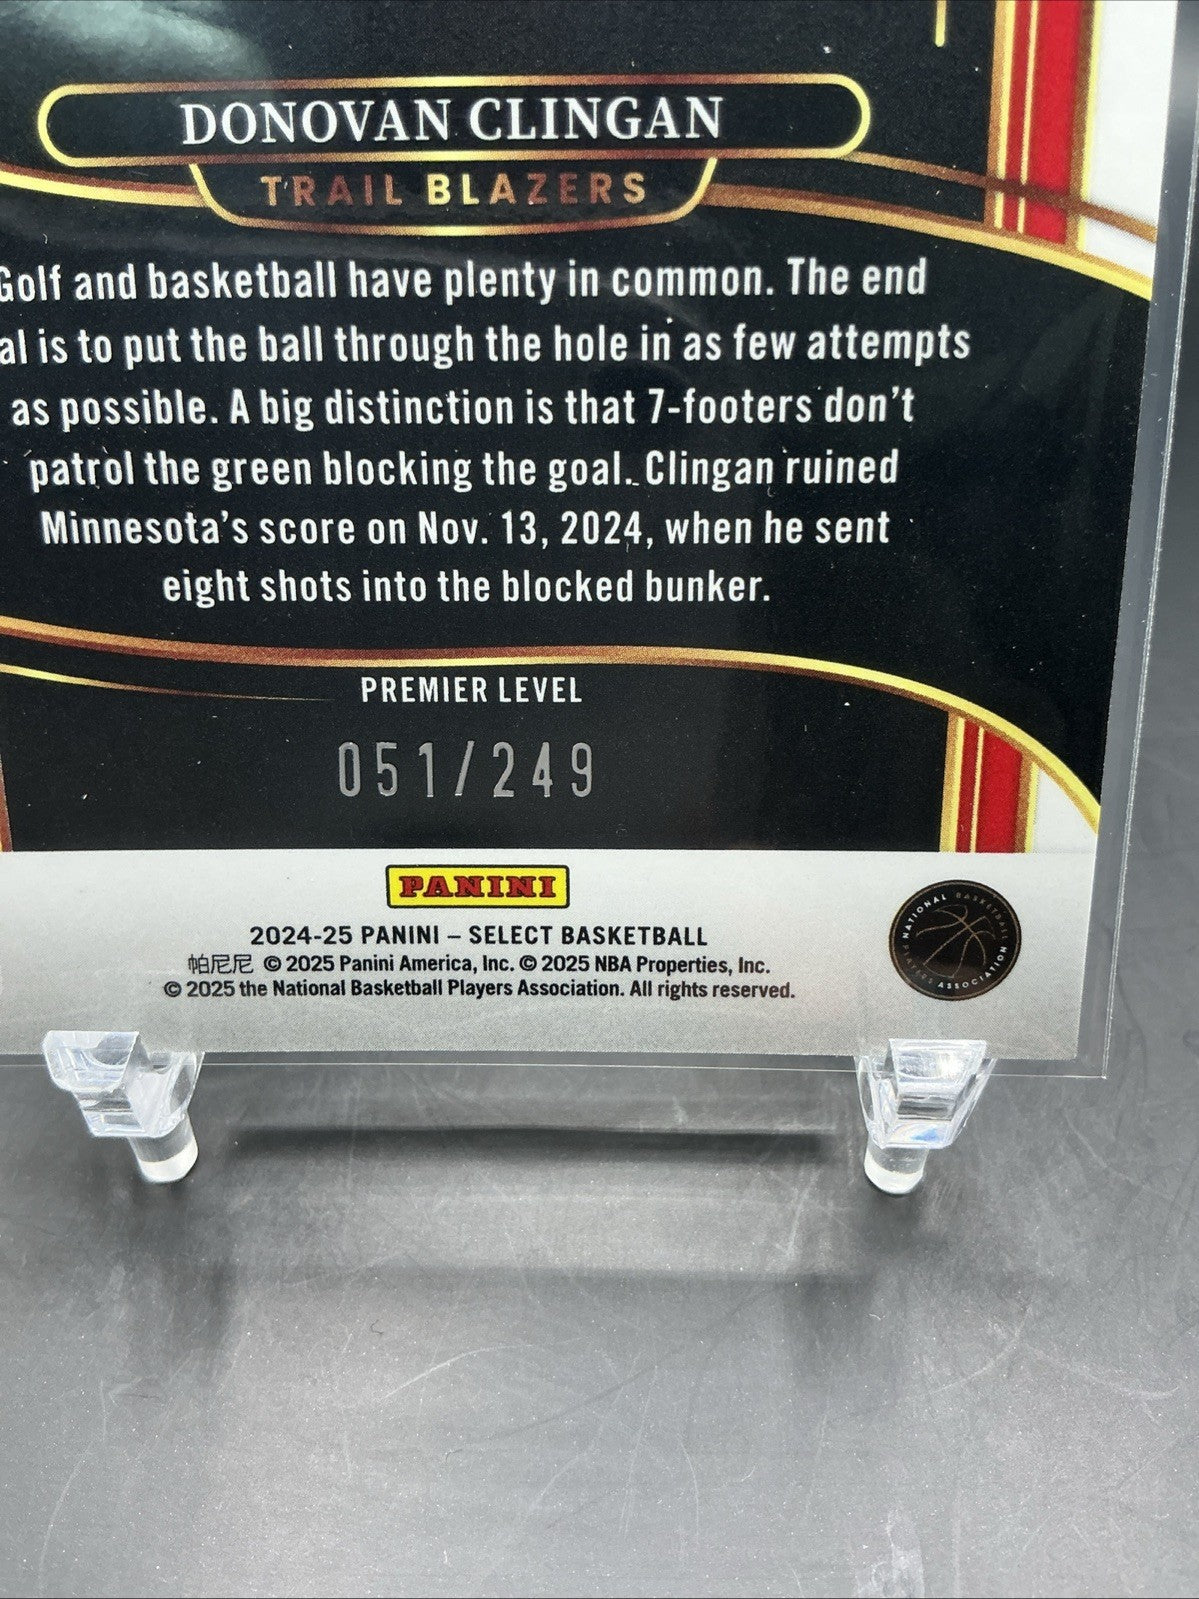 DONOVAN CLINGAN
TRAIL BLAZERS
Golf and basketball have plenty in common. The end
al is to put the ball through the hole in as few attempts
as possible. A big distinction is that 7-footers don't
patrol the green blocking the goal. Clingan ruined
Minnesota's score on Nov. 13, 2024, when he sent
eight shots into the blocked bunker.
PREMIER LEVEL
051/249
PANINI
2024-25 PANINI – SELECT BASKETBALL
帕尼尼 © 2025 Panini America, Inc. © 2025 NBA Properties, Inc.
© 2025 the National Basketball Players Association. All rights reserved.
NATIONAL BASKETBALL
PLAYERS ASSOCIATION